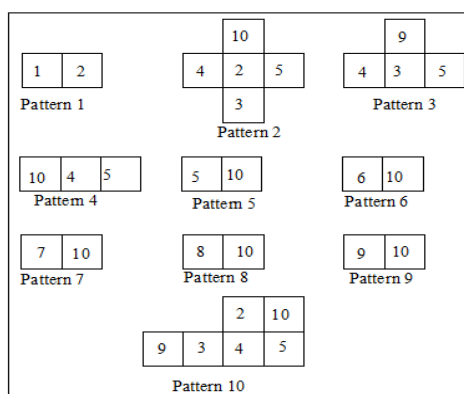 10 9
1 2 4 2 5 4 3 5
Pattern 1 3 Pattern 3
Pattern 2
10 4 5 5 10 6 10
Pattern 4 Pattern 5 Pattern 6
7 10 8 10 9 10
Pattern 7 Pattern 8 Pattern 9
2 10
9 3 4 5
Pattern 10